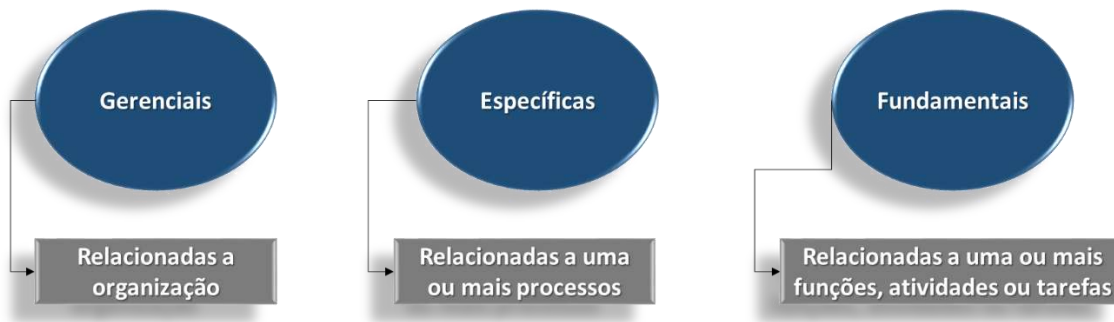 Gerenciais
Específicas
Fundamentais
Relacionadas a
organização
Relacionadas a uma
ou mais processos
Relacionadas a uma ou mais
funções, atividades ou tarefas